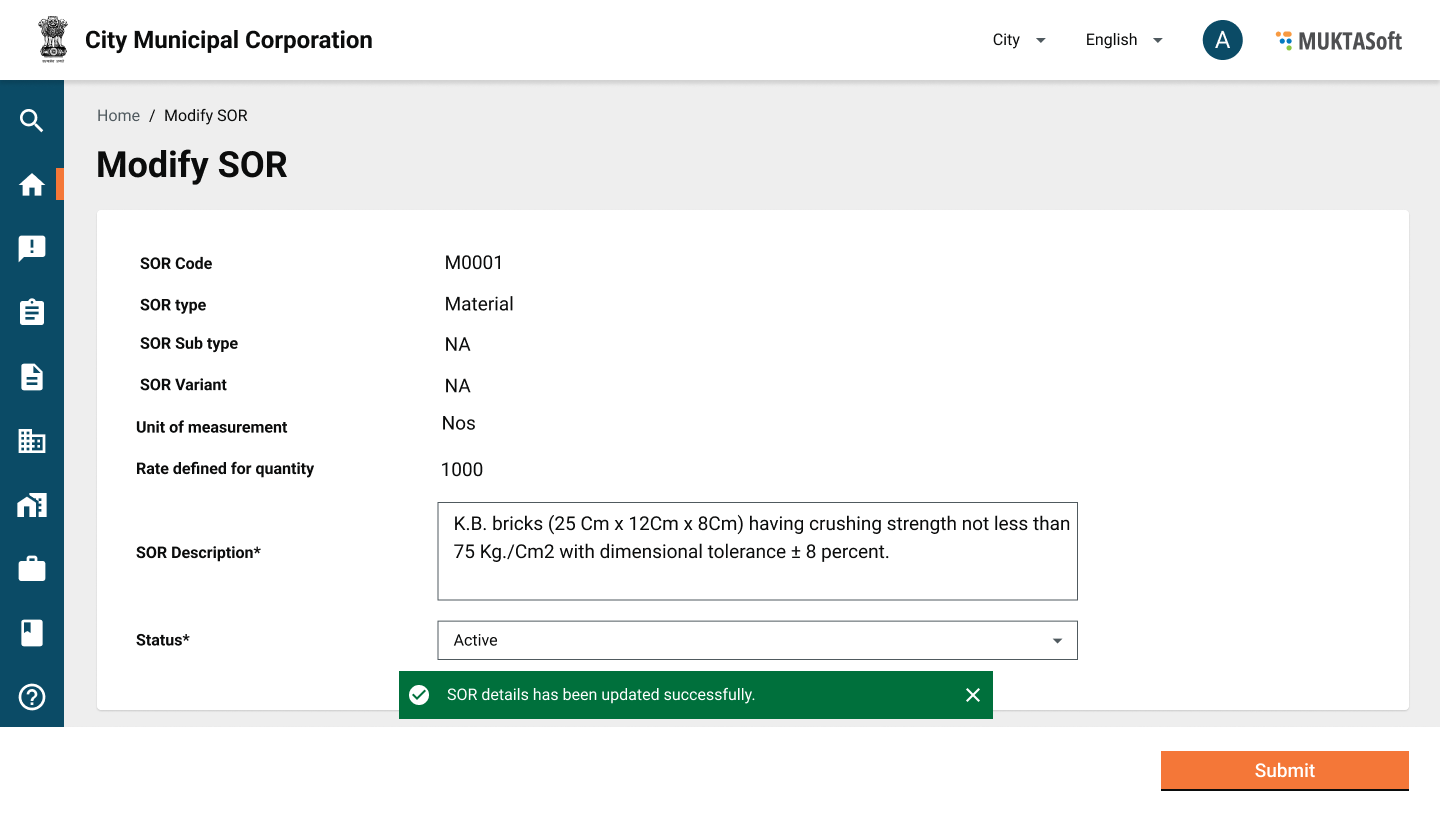 City Municipal Corporation
City
English
A
MUKTASoft
Home / Modify SOR
Modify SOR
SOR Code
M0001
SOR type
Material
SOR Sub type
NA
SOR Variant
NA
Unit of measurement
Nos
Rate defined for quantity
1000
SOR Description*
K.B. bricks (25 Cm x 12Cm x 8Cm) having crushing strength not less than
75 Kg./Cm2 with dimensional tolerance ± 8 percent.
Status*
Active
SOR details has been updated successfully.
Submit